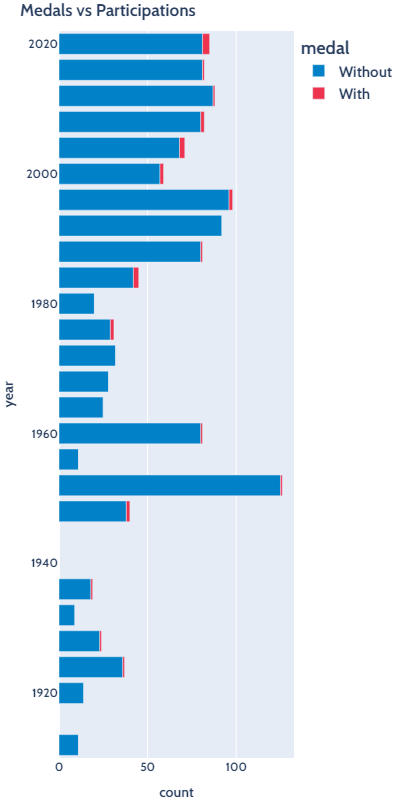 Medals vs Participations
medal
Without
With
2020
2000
1980
1960
1940
1920
year
0 50 100
count